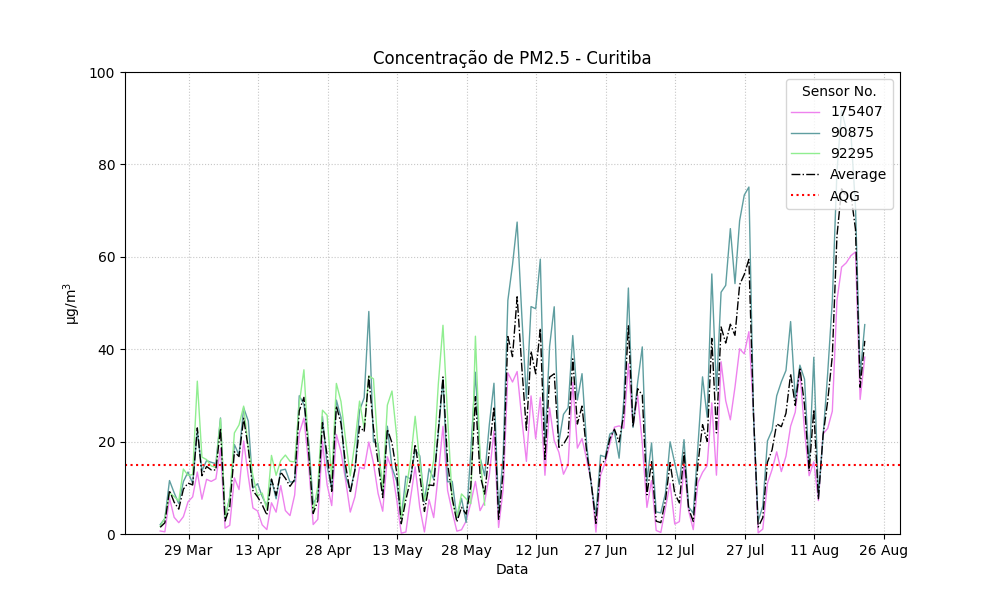 Concentração de PM2.5 - Curitiba
100
80
60
40
20
0
μg/m³
Sensor No.
175407
90875
92295
Average
AQG
29 Mar 13 Apr 28 Apr 13 May 28 May 12 Jun 27 Jun 12 Jul 27 Jul 11 Aug 26 Aug
Data